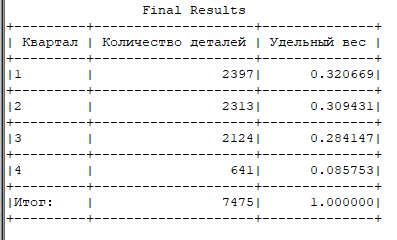 Final Results
Квартал | Количество деталей | Удельный вес
1 | 2397 | 0.320669
2 | 2313 | 0.309431
3 | 2124 | 0.284147
4 | 641 | 0.085753
Итог: | 7475 | 1.000000